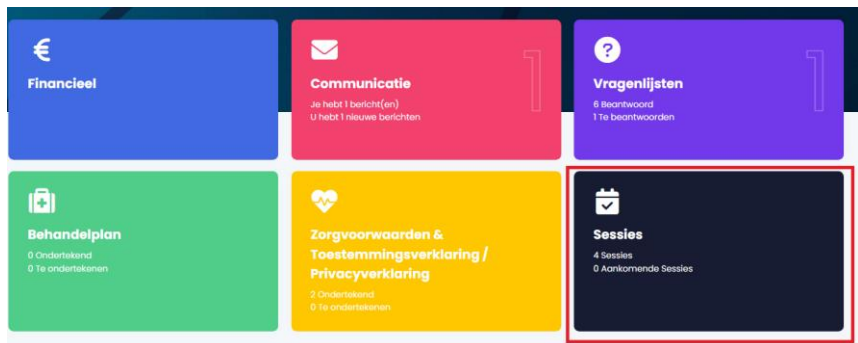 €
Financieel
Communicatie
Je hebt 1 bericht(en)
U hebt 1 nieuwe berichten
1
?
Vragenlijsten
6 Beantwoord
1 Te beantwoorden
1
Behandelplan
0 Ondertekend
0 Te ondertekenen
Zorgvoorwaarden &
Toestemmingsverklaring /
Privacyverklaring
2 Ondertekend
0 Te ondertekenen
Sessies
4 Sessies
0 Aankomende Sessies